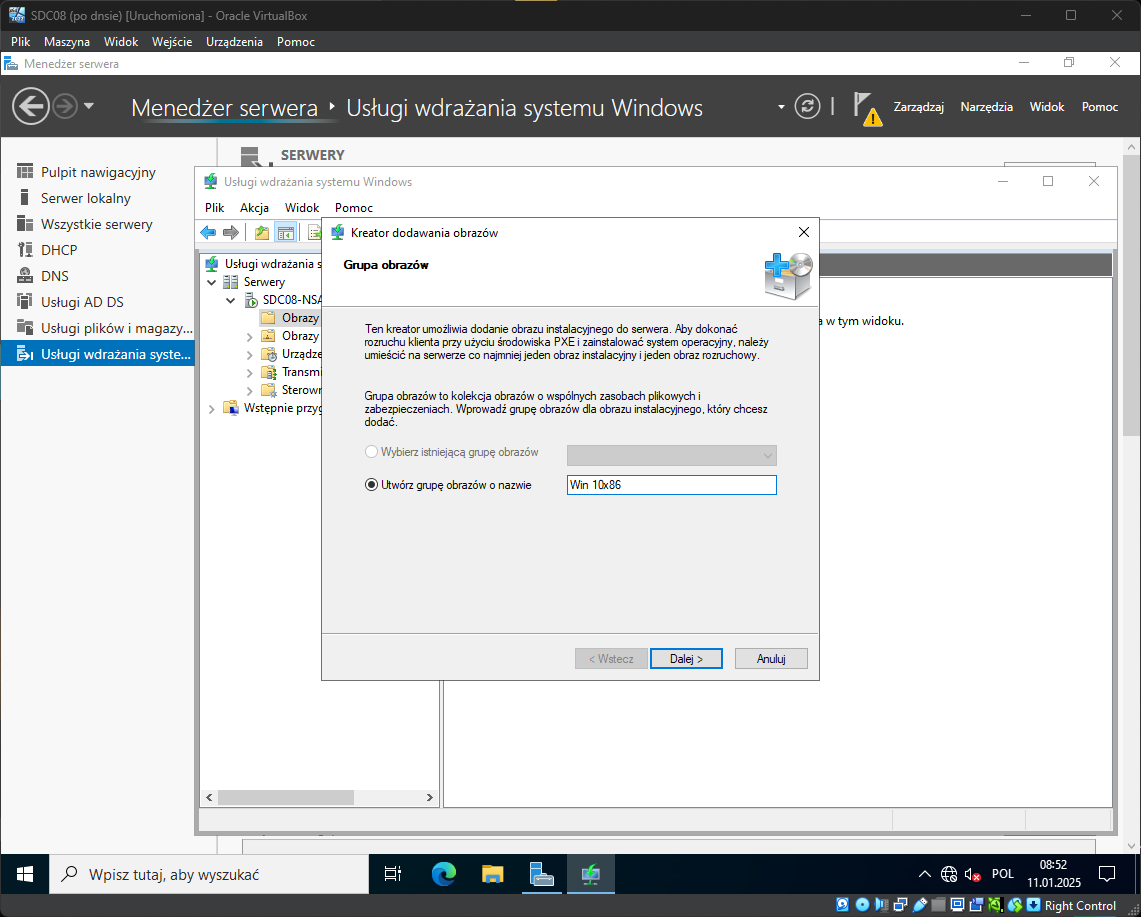 SDC08 (po dnsie) [Uruchomiona] - Oracle VirtualBox
Plik Maszyna Widok Wejście Urządzenia Pomoc
Menedżer serwera
Menedżer serwera Usługi wdrażania systemu Windows
Zarządzaj Narzędzia Widok Pomoc
Pulpit nawigacyjny
Serwer lokalny
Wszystkie serwery
DHCP
DNS
Usługi AD DS
Usługi plików i magazy...
Usługi wdrażania syste...
SERWERY
Usługi wdrażania systemu Windows
Plik Akcja Widok Pomoc
Usługi wdrażania s
Serwery
SDC08-NSA
Obrazy
Obrazy
Urządze
Transmi
Sterown
Wstępnie przyg
a w tym widoku.
Kreator dodawania obrazów
Grupa obrazów
Ten kreator umożliwia dodanie obrazu instalacyjnego do serwera. Aby dokonać
rozruchu klienta przy użyciu środowiska PXE i zainstalować system operacyjny, należy
umieścić na serwerze co najmniej jeden obraz instalacyjny i jeden obraz rozruchowy.
Grupa obrazów to kolekcja obrazów o wspólnych zasobach plikowych i
zabezpieczeniach. Wprowadź grupę obrazów dla obrazu instalacyjnego, który chcesz
dodać.
Wybierz istniejącą grupę obrazów
Utwórz grupę obrazów o nazwie Win 10x86
< Wstecz Dalej > Anuluj
Wpisz tutaj, aby wyszukać
POL
08:52
11.01.2025
Right Control